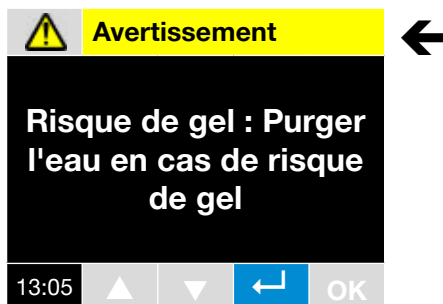 Avertissement
Risque de gel : Purger
l'eau en cas de risque
de gel
13:05
OK